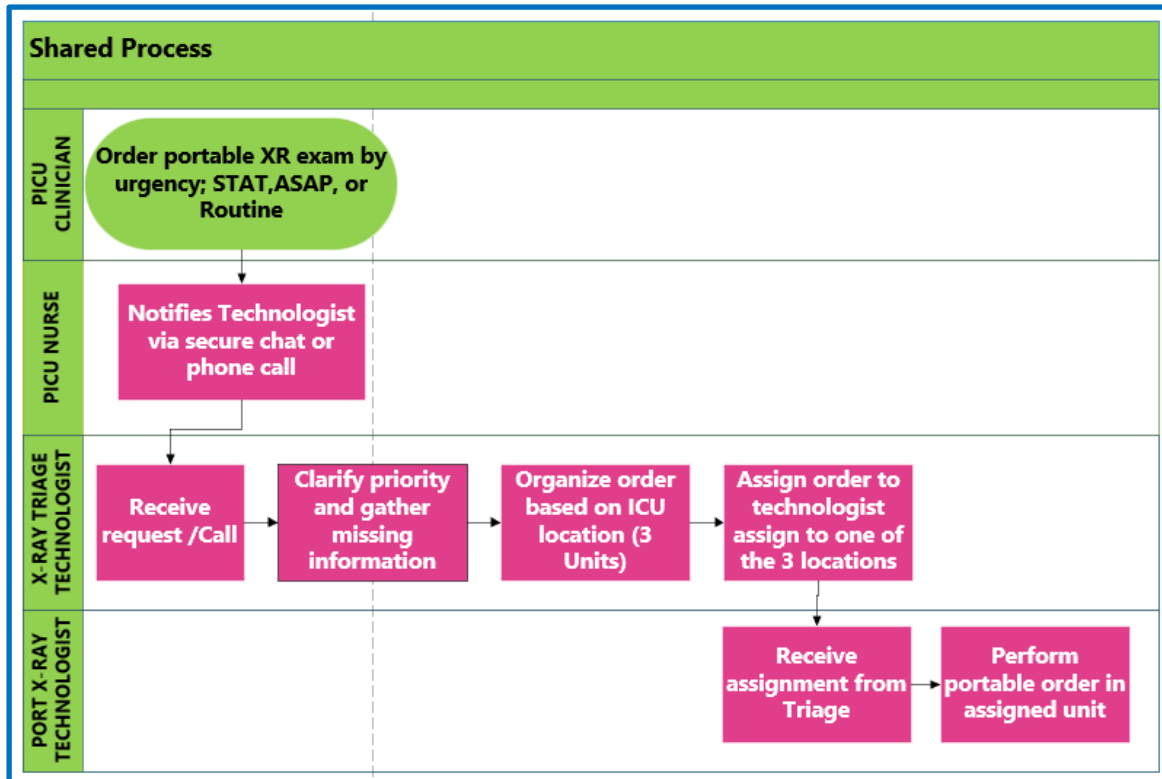 Shared Process
PICU
CLINICIAN
Order portable XR exam by
urgency; STAT,ASAP, or
Routine
PICU NURSE
Notifies Technologist
via secure chat or
phone call
X-RAY TRIAGE
TECHNOLOGIST
Receive
request /Call
Clarify priority
and gather
missing
information
Organize order
based on ICU
location (3
Units)
Assign order to
technologist
assign to one of
the 3 locations
PORT X-RAY
TECHNOLOGIST
Receive
assignment from
Triage
Perform
portable order in
assigned unit